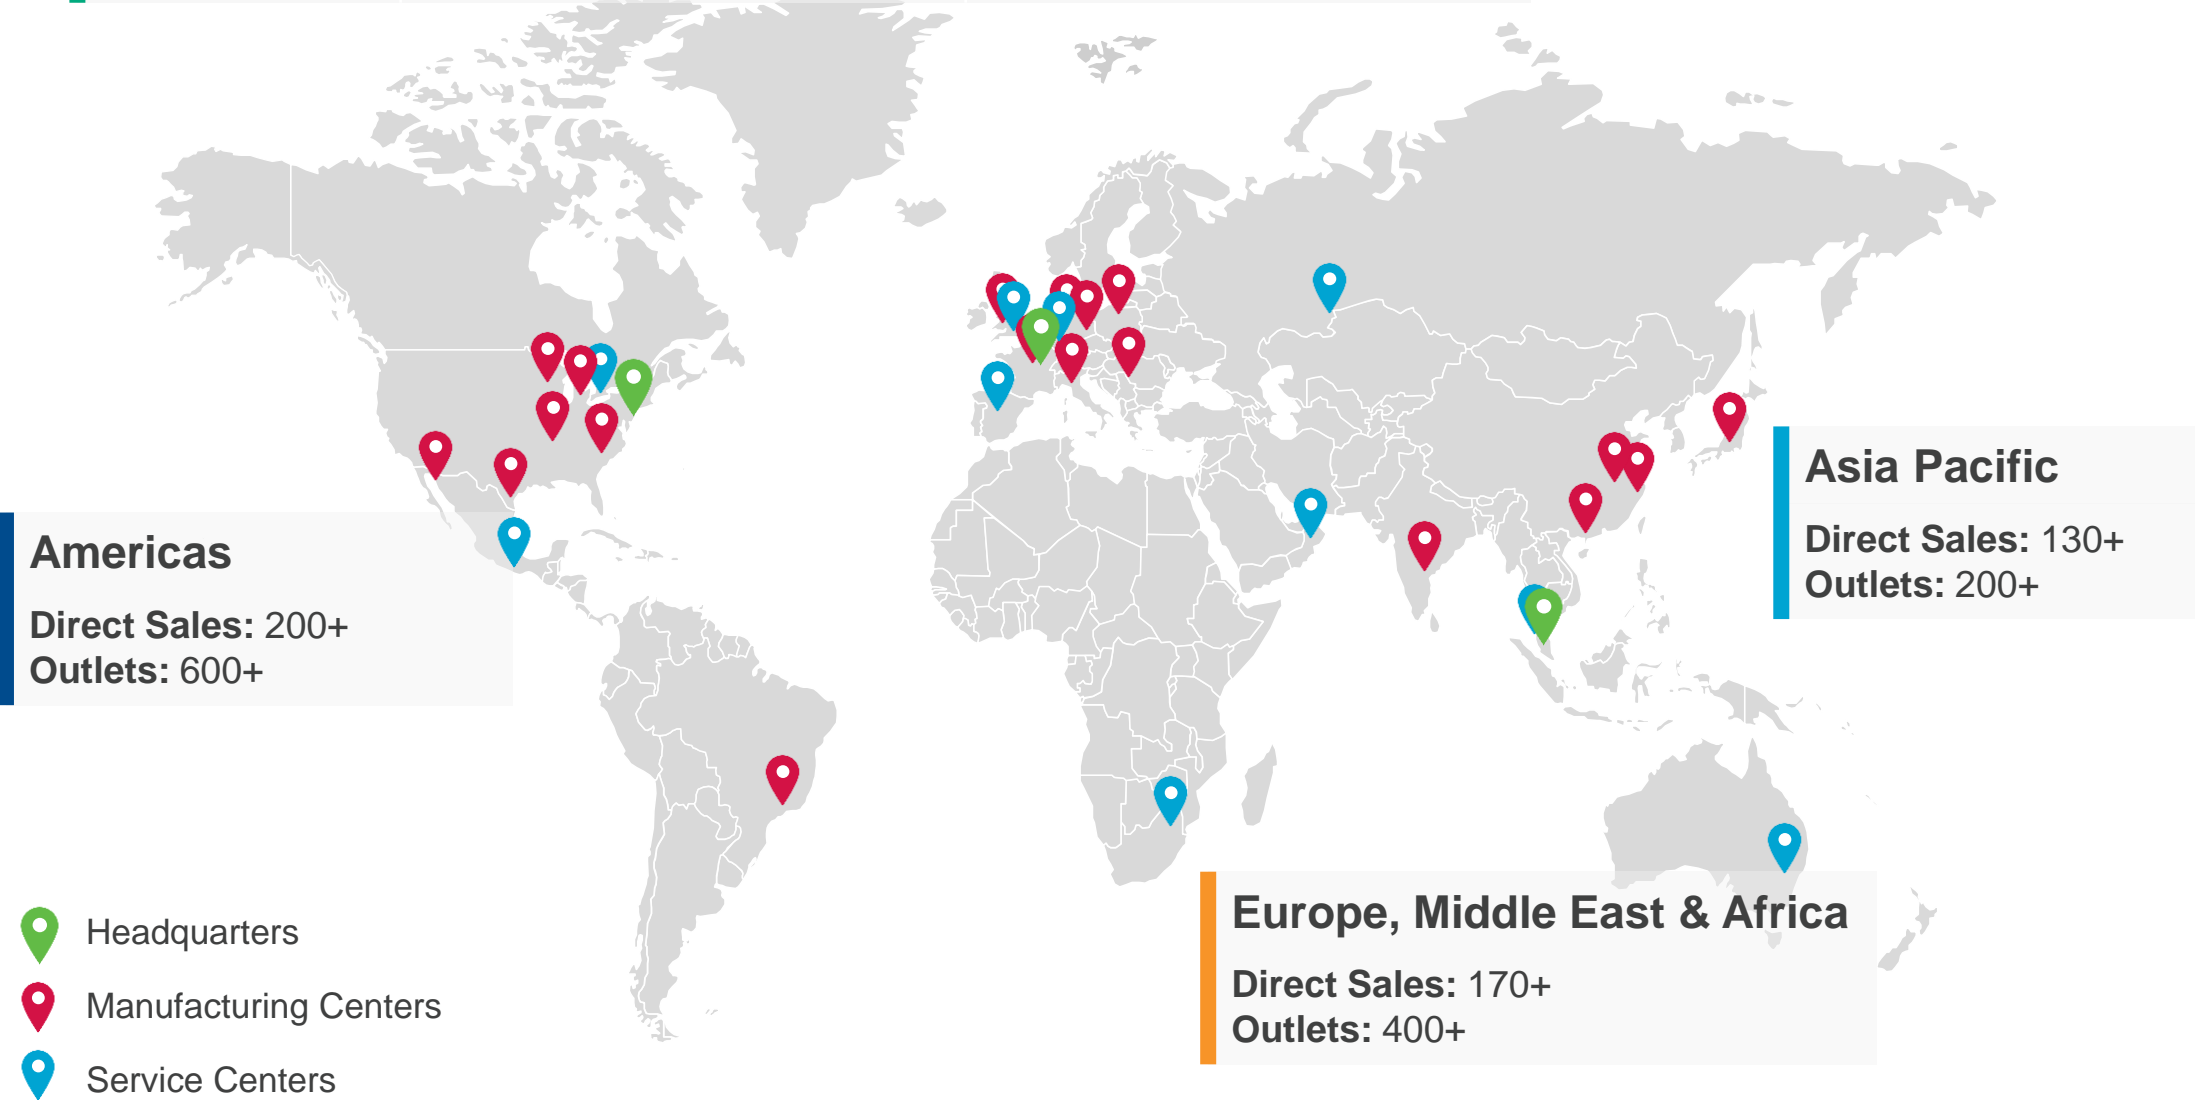 Americas
Direct Sales: 200+
Outlets: 600+
Asia Pacific
Direct Sales: 130+
Outlets: 200+
Europe, Middle East & Africa
Direct Sales: 170+
Outlets: 400+
Headquarters
Manufacturing Centers
Service Centers